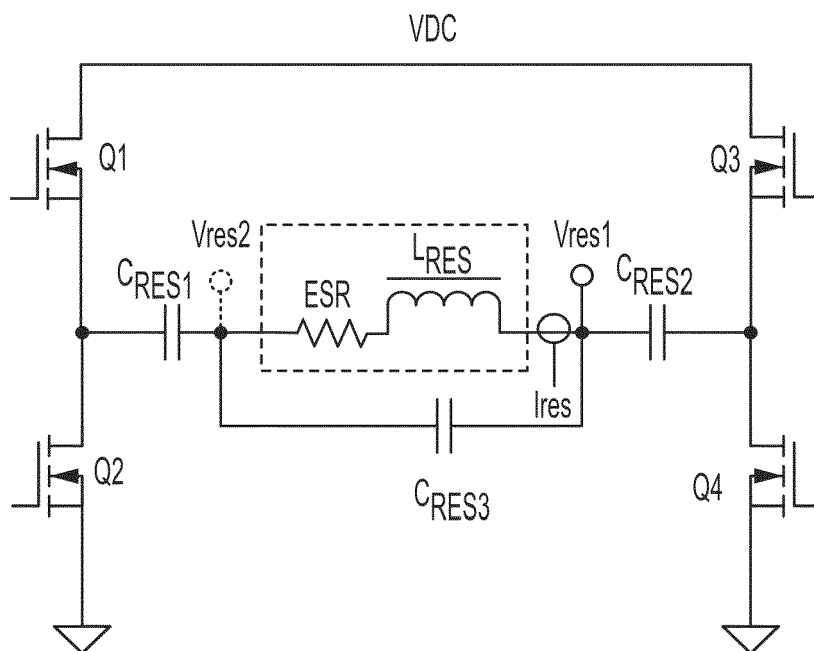 VDC
Q1
Q3
Vres2
LRES
Vres1
CRES1
ESR
CRES2
Ires
Q2
CRES3
Q4